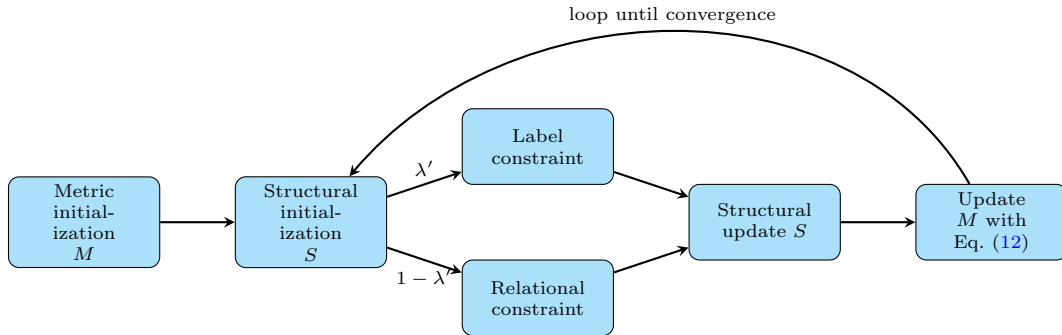 loop until convergence
Metric
initial-
ization
M
Structural
initial-
ization
S
λ′
1 − λ′
Label
constraint
Relational
constraint
Structural
update S
Update
M with
Eq. (12)